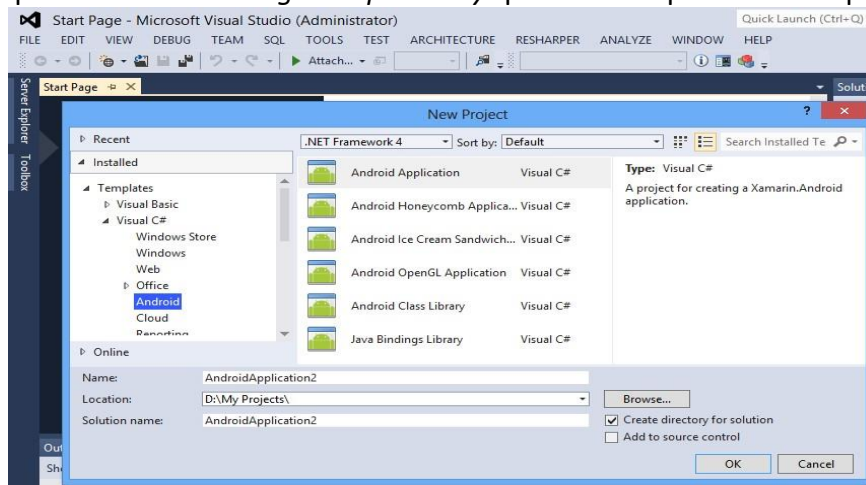 Start Page - Microsoft Visual Studio (Administrator)
Quick Launch (Ctrl+Q)
FILE EDIT VIEW DEBUG TEAM SQL TOOLS TEST ARCHITECTURE RESHARPER ANALYZE WINDOW HELP
Attach...
Server Explorer
Toolbox
Start Page
Solut
New Project
?
Recent
.NET Framework 4
Sort by: Default
Search Installed Te
Installed
Templates
Visual Basic
Visual C#
Windows Store
Windows
Web
Office
Android
Cloud
Reporting
Online
Android Application Visual C#
Android Honeycomb Applica... Visual C#
Android Ice Cream Sandwich... Visual C#
Android OpenGL Application Visual C#
Android Class Library Visual C#
Java Bindings Library Visual C#
Type: Visual C#
A project for creating a Xamarin.Android
application.
Name: AndroidApplication2
Location: D:\My Projects\
Browse...
Solution name: AndroidApplication2
Create directory for solution
Add to source control
Out
Sh
OK Cancel